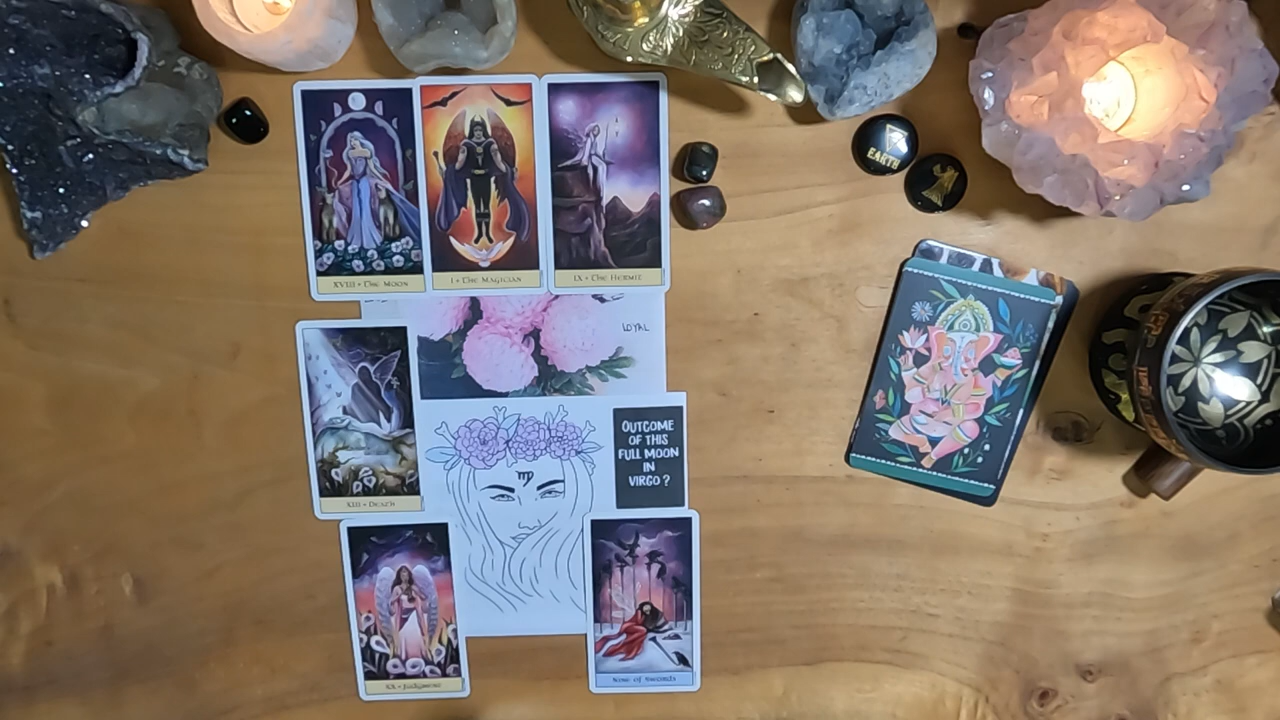 XVIII • THE MOON
I • THE MAGICIAN
IX • THE HERMIT
EARTH
LOYAL
OUTCOME
OF THIS
FULL MOON
IN
VIRGO ?
XIII • DEATH
XX • JUDGMENT
NINE OF SWORDS